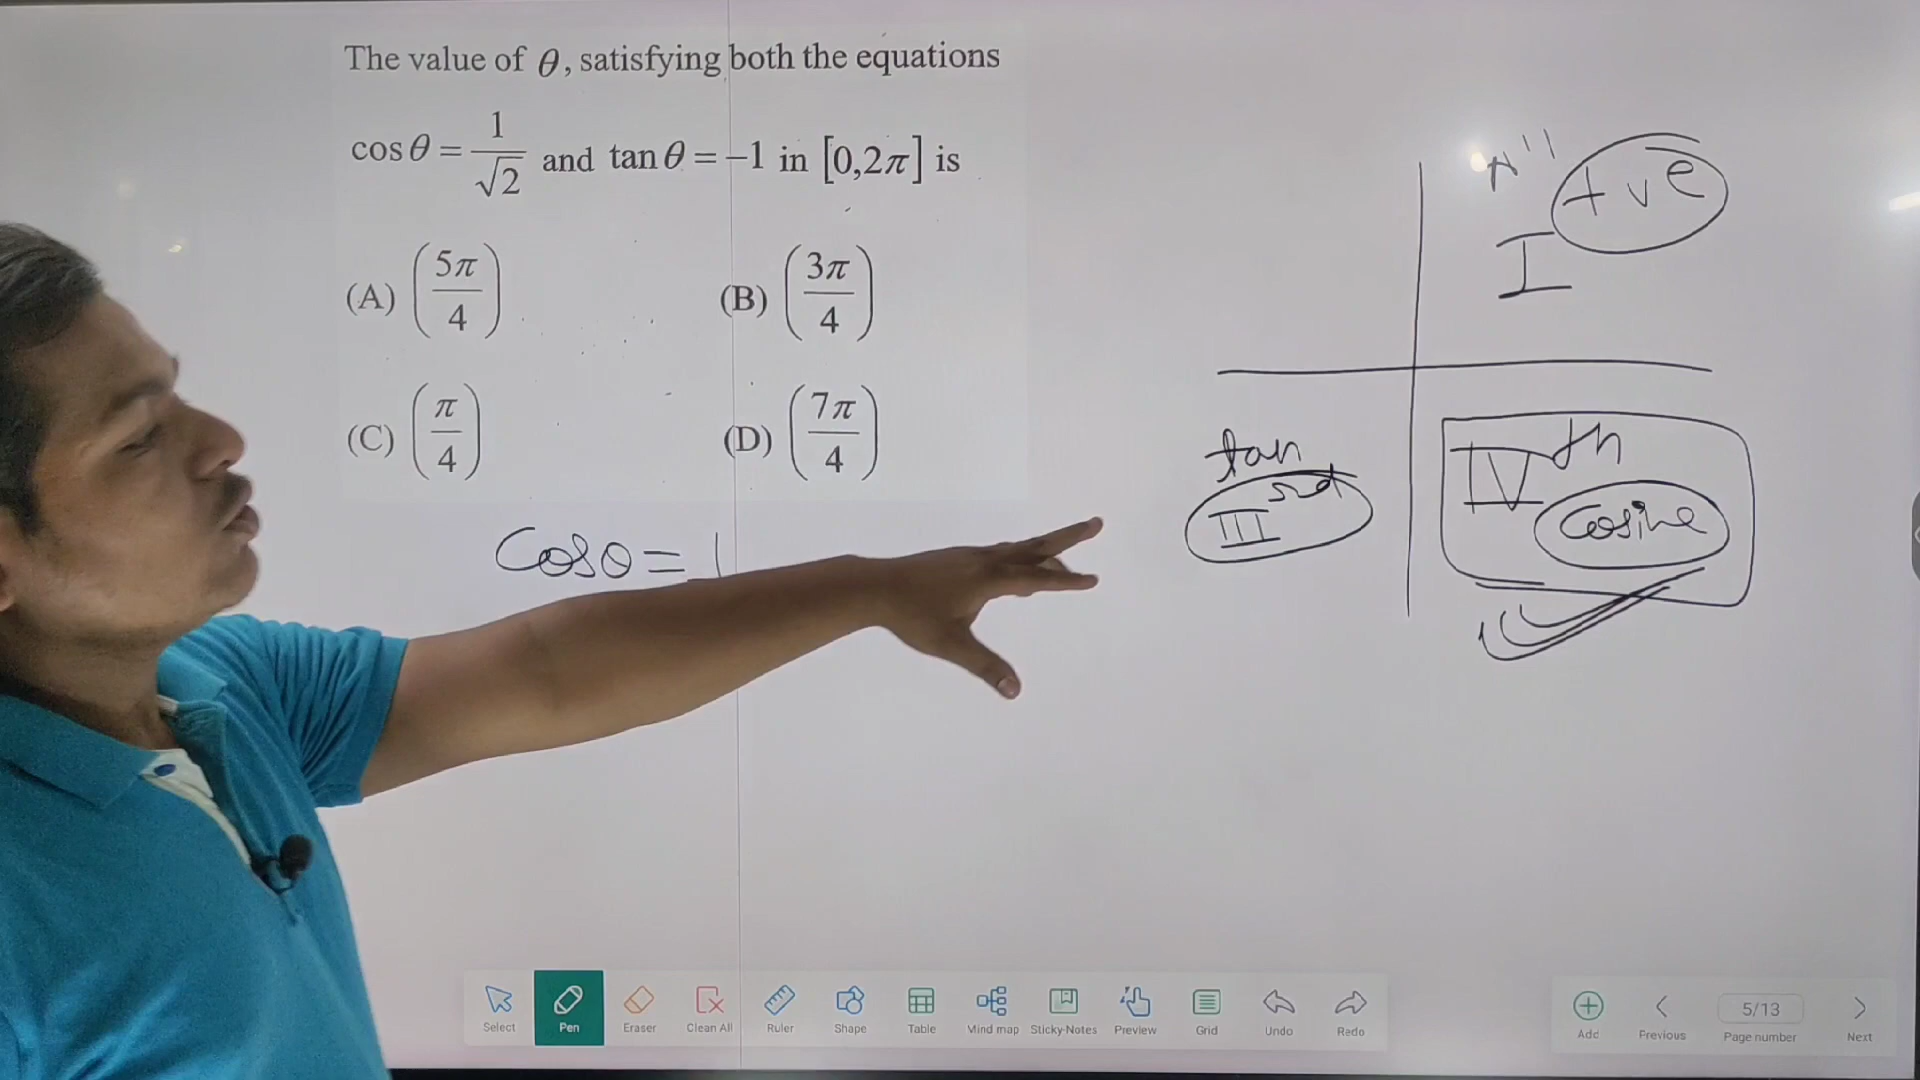 The value of θ, satisfying both the equations
cos θ = 1/√2 and tan θ = −1 in [0,2π] is
(A) (5π/4) (B) (3π/4)
(C) (π/4) (D) (7π/4)
Cosθ = 1
+ve
I
tan
III rd
IV th
Cosine
Select Pen Eraser Clean All Ruler Shape Table Mind map Sticky-Notes Preview Grid Undo Redo
Add Previous 5/13 Page number Next